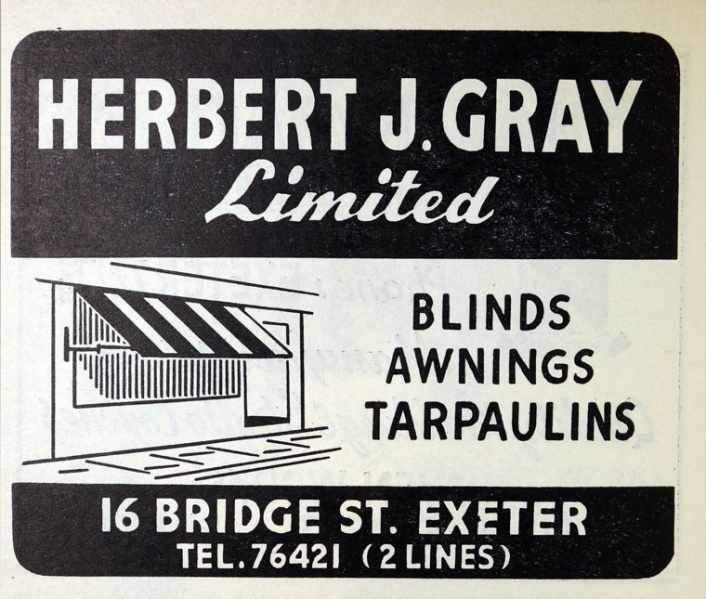 HERBERT J. GRAY
Limited
BLINDS
AWNINGS
TARPAULINS
16 BRIDGE ST. EXETER
TEL. 76421 (2 LINES)